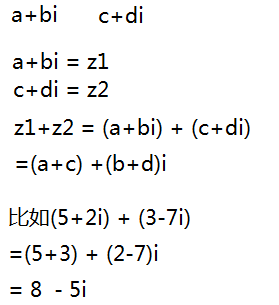 a+bi c+di
a+bi = z1
c+di = z2
z1+z2 = (a+bi) + (c+di)
=(a+c) +(b+d)i
比如(5+2i) + (3-7i)
=(5+3) + (2-7)i
= 8 - 5i